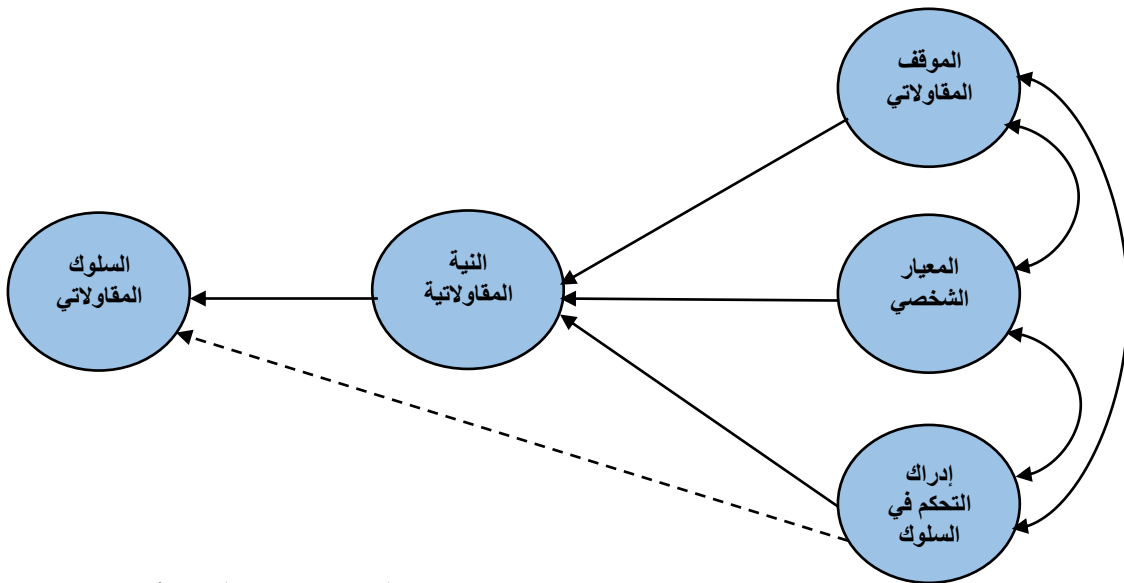 الموقف
المقاولاتي
المعيار
الشخصي
إدراك
التحكم في
السلوك
النية
المقاولاتية
السلوك
المقاولاتي